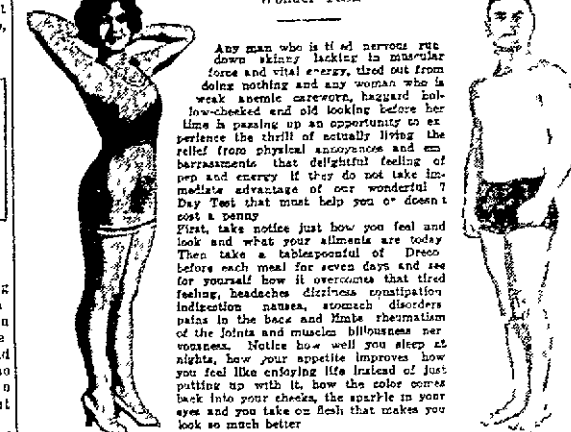 Any man who is tired nervous run
down skinny lacking in muscular
force and vital energy, tired out from
doing nothing and any woman who is
weak anemic careworn, haggard hol-
low-cheeked and old looking before her
time is passing up an opportunity to ex
perience the thrill of actually living the
relief from physical annoyances and em
barrassments that delightful feeling of
pep and energy if they do not take im-
mediate advantage of our wonderful 7
Day Test that must help you or doesn t
cost a penny
First, take notice just how you feel and
look and what your ailments are today
Then take a tablespoonful of Dreco
before each meal for seven days and see
for yourself how it overcomes that tired
feeling, headaches dizziness constipation
indigestion nausea, stomach disorders
pains in the back and limbs rheumatism
of the joints and muscles biliousness ner
vousness. Notice how well you sleep at
nights, how your appetite improves how
you feel like enjoying life instead of just
putting up with it, how the color comes
back into your cheeks, the sparkle in your
eyes and you take on flesh that makes you
look so much better